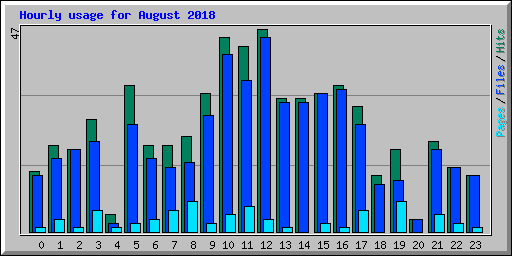 Hourly usage for August 2018
47
Pages/Files/Hits
0 1 2 3 4 5 6 7 8 9 10 11 12 13 14 15 16 17 18 19 20 21 22 23